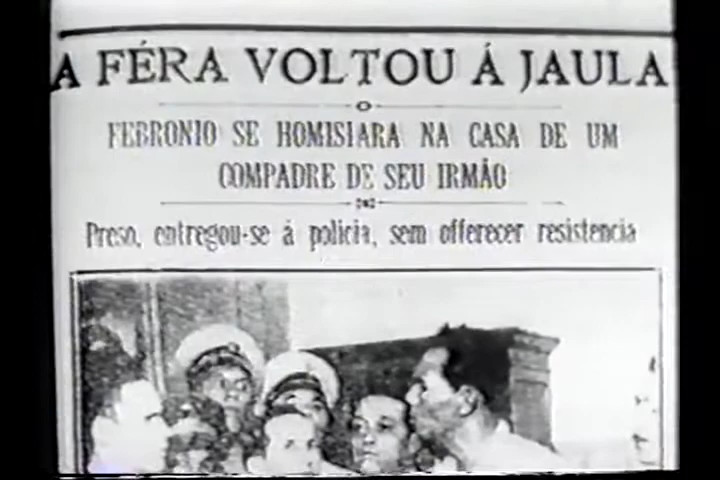 A FÉRA VOLTOU Á JAULA
FEBRONIO SE HOMISIARA NA CASA DE UM
COMPADRE DE SEU IRMÃO
Preso, entregou-se á policia, sem offerecer resistencia